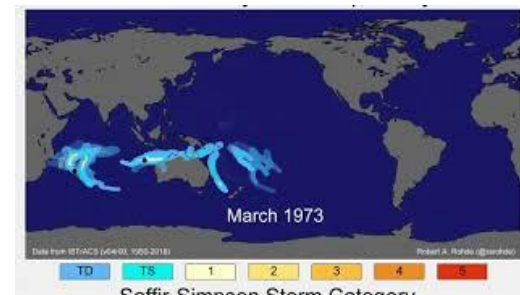 March 1973
Data from IBTrACS (v04r00, 1950-2018)
Robert A. Rohde (@rarohde)
TD TS 1 2 3 4 5
Saffir-Simpson Storm Category